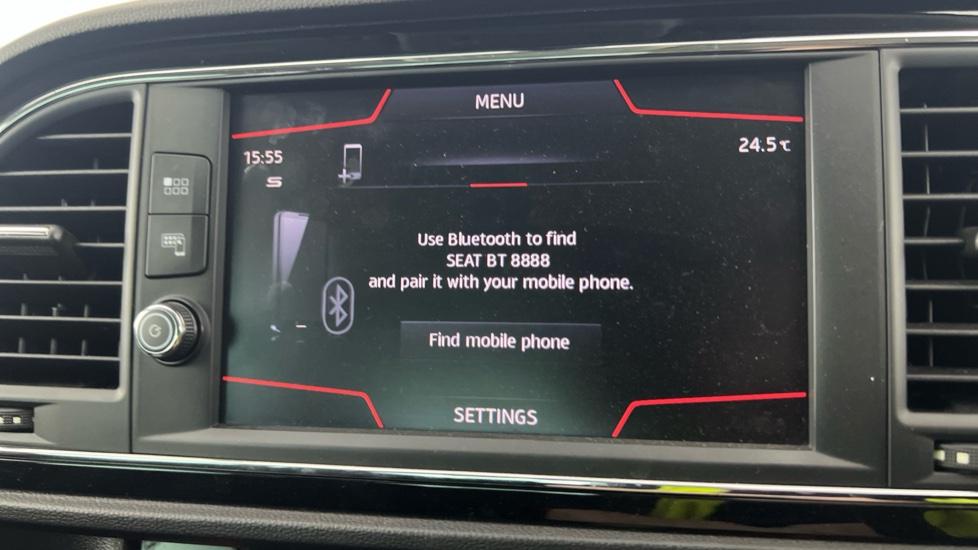 MENU
15:55
24.5℃
Use Bluetooth to find
SEAT BT 8888
and pair it with your mobile phone.
Find mobile phone
SETTINGS